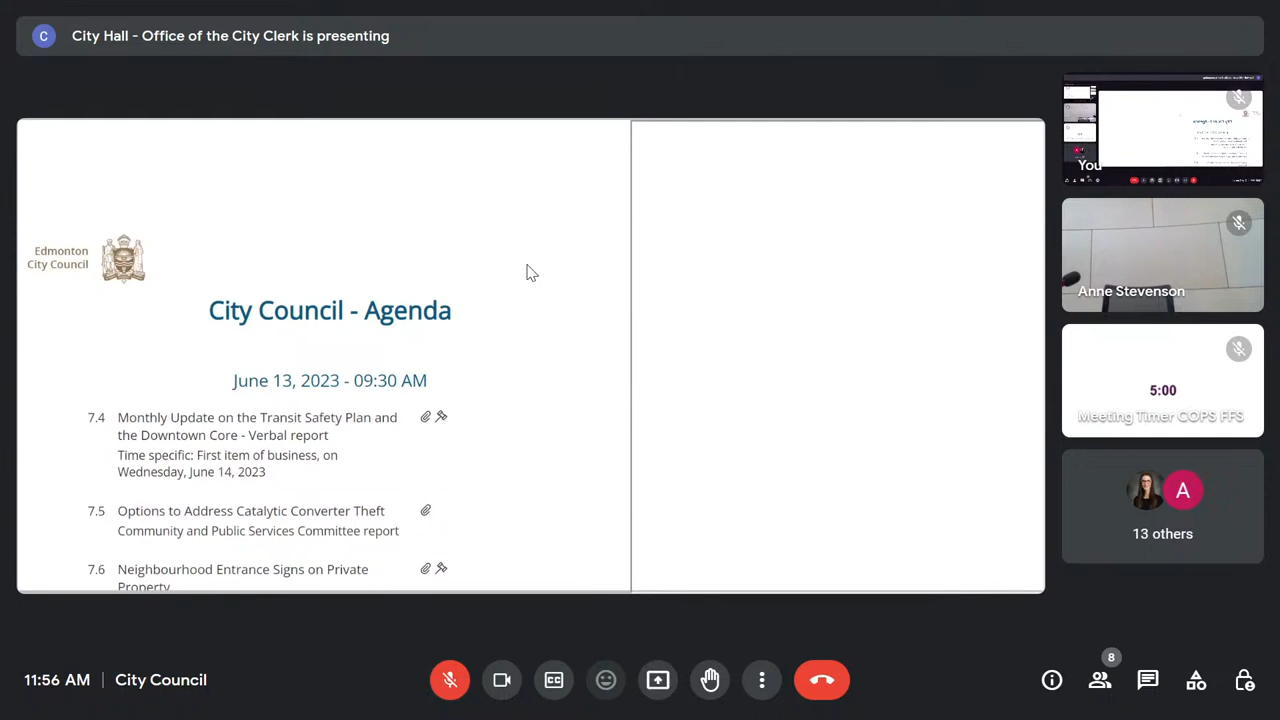 C City Hall - Office of the City Clerk is presenting
Edmonton
City Council
City Council - Agenda
June 13, 2023 - 09:30 AM
7.4 Monthly Update on the Transit Safety Plan and
the Downtown Core - Verbal report
Time specific: First item of business, on
Wednesday, June 14, 2023
7.5 Options to Address Catalytic Converter Theft
Community and Public Services Committee report
7.6 Neighbourhood Entrance Signs on Private
Property
You
Anne Stevenson
5:00
Meeting Timer COPS FFS
A
13 others
11:56 AM | City Council
CC
8